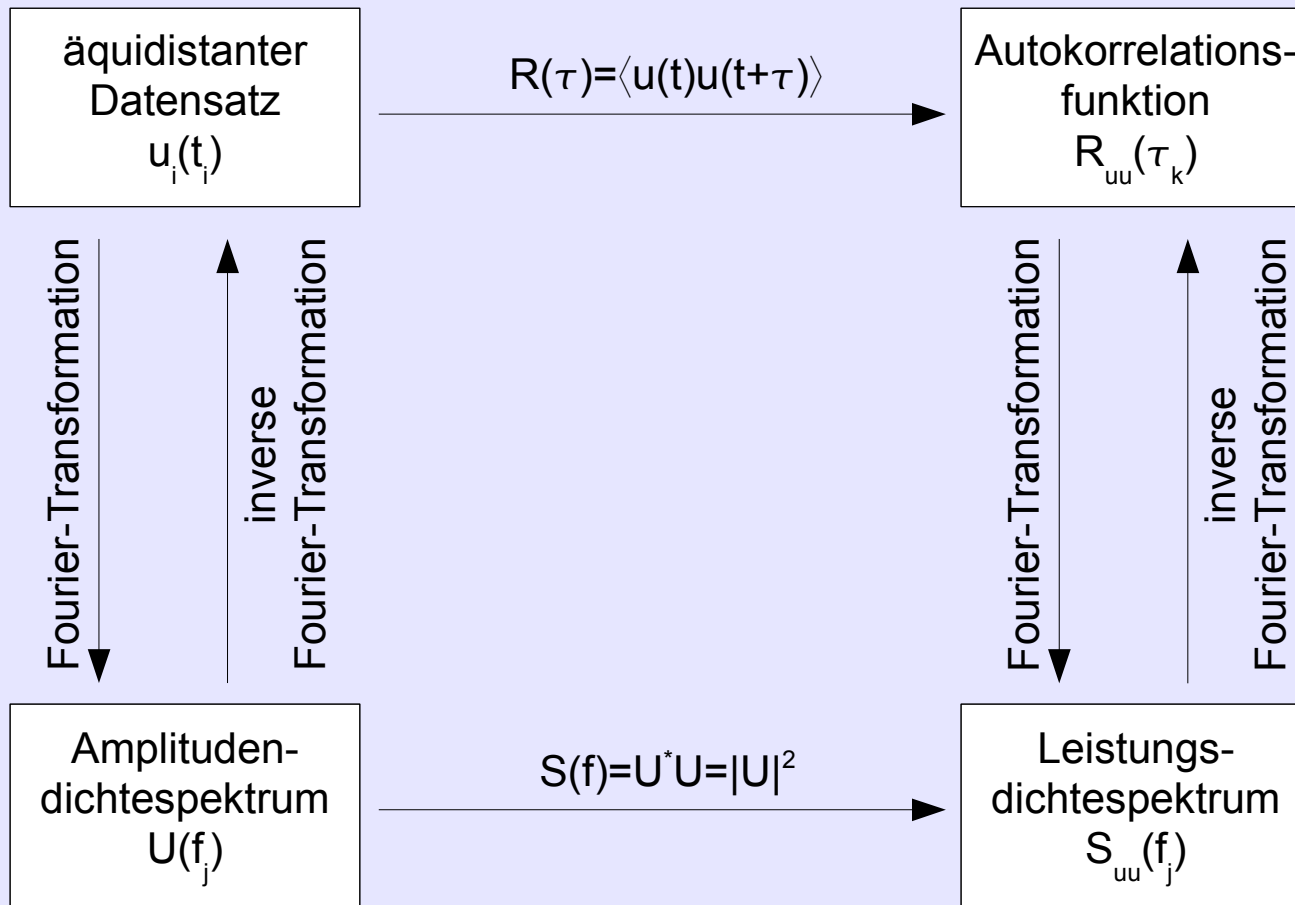 äquidistanter
Datensatz
u_i(t_i)
R(τ)=⟨u(t)u(t+τ)⟩
Autokorrelations-
funktion
R_uu(τ_k)
Fourier-Transformation
inverse
Fourier-Transformation
Fourier-Transformation
inverse
Fourier-Transformation
Amplituden-
dichtespektrum
U(f_j)
S(f)=U*U=|U|²
Leistungs-
dichtespektrum
S_uu(f_j)